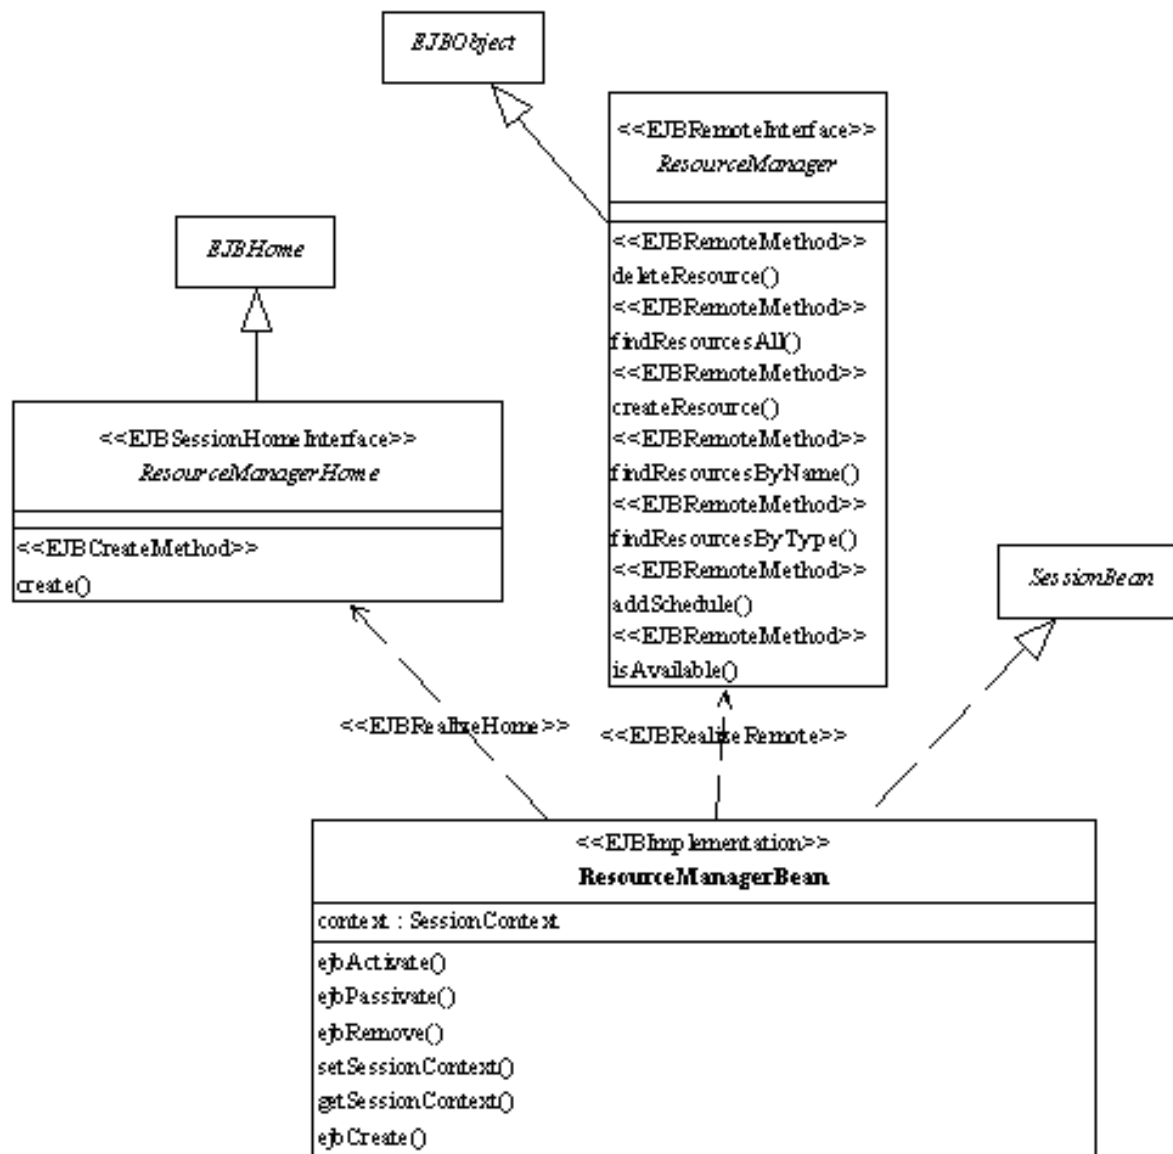 EJBObject
<<EJBRemoteInterface>>
ResourceManager
EJBHome
<<EJBRemoteMethod>>
deleteResource()
<<EJBRemoteMethod>>
findResourcesAll()
<<EJBRemoteMethod>>
createResource()
<<EJBRemoteMethod>>
findResourcesByName()
<<EJBRemoteMethod>>
findResourcesByType()
<<EJBRemoteMethod>>
addSchedule()
<<EJBRemoteMethod>>
isAvailable()
<<EJBSessionHomeInterface>>
ResourceManagerHome
<<EJBCreateMethod>>
create()
SessionBean
<<EJBRealizeHome>>
<<EJBRealizeRemote>>
<<EJBImplementation>>
ResourceManagerBean
context : SessionContext
ejbActivate()
ejbPassivate()
ejbRemove()
setSessionContext()
getSessionContext()
ejbCreate()